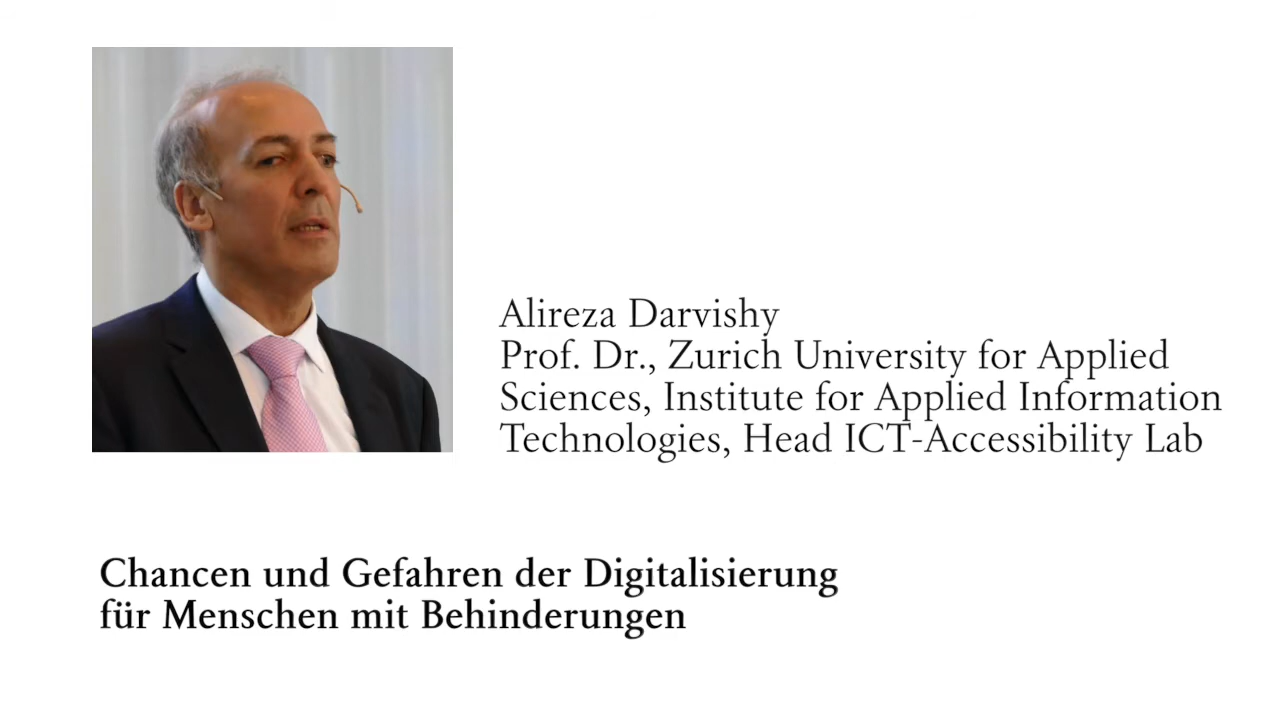 Alireza Darvishy
Prof. Dr., Zurich University for Applied
Sciences, Institute for Applied Information
Technologies, Head ICT-Accessibility Lab
Chancen und Gefahren der Digitalisierung
für Menschen mit Behinderungen